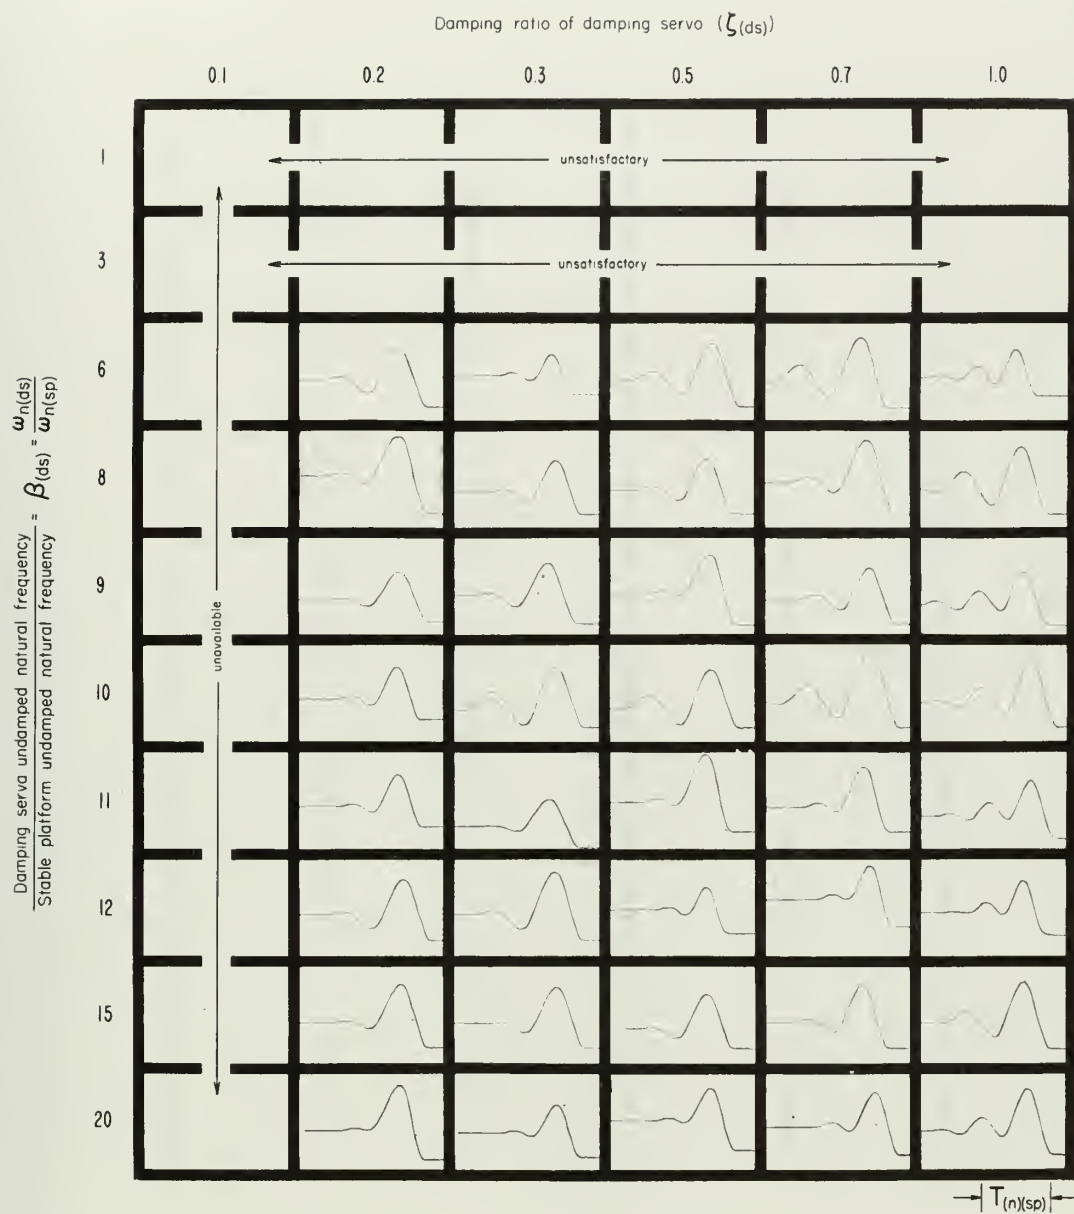 Damping ratio of damping servo (ζ(ds))
0.1 0.2 0.3 0.5 0.7 1.0
1
unsatisfactory
3
unsatisfactory
6
8
9
10
11
12
15
20
unavailable
Damping servo undamped natural frequency
Stable platform undamped natural frequency
= β(ds) = ωn(ds)
ωn(sp)
T(n)(sp)